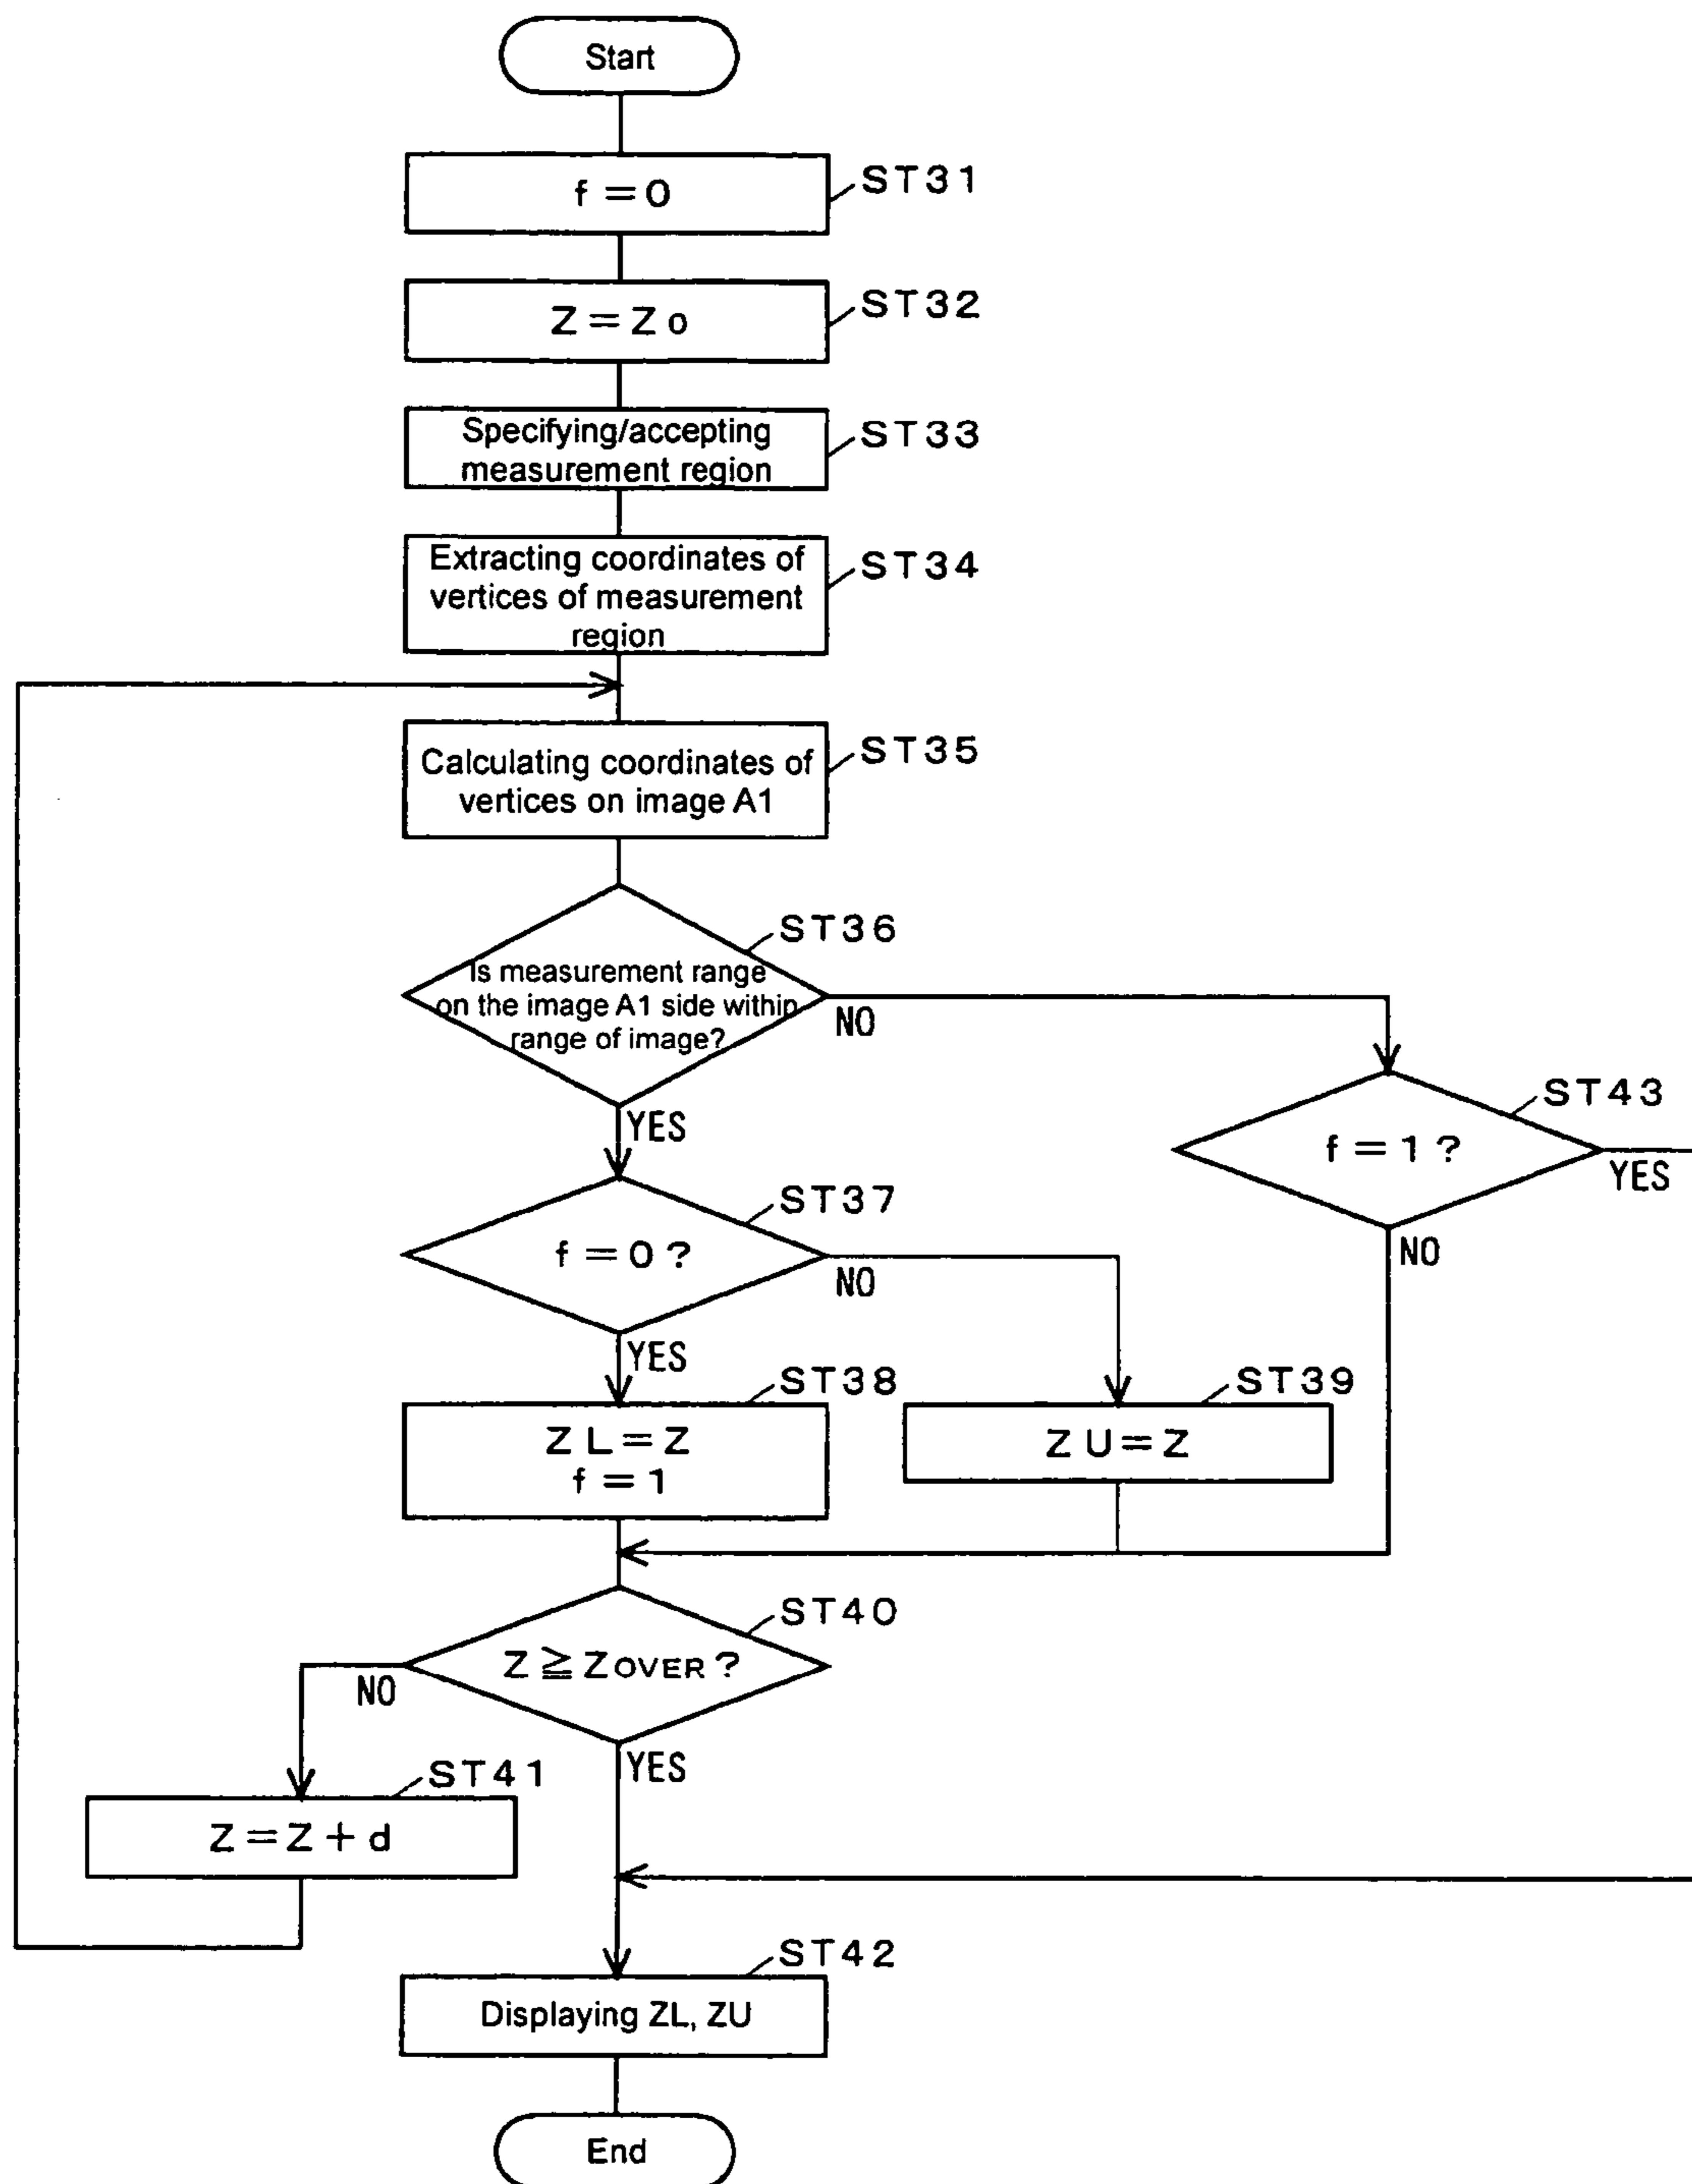 Start
f=0
ST31
Z=Zo
ST32
Specifying/accepting
measurement region
ST33
Extracting coordinates of
vertices of measurement
region
ST34
Calculating coordinates of
vertices on image A1
ST35
ST36
Is measurement range
on the image A1 side within
range of image?
NO
YES
ST43
f=1?
YES
NO
ST37
f=0?
NO
YES
ST38
ZL=Z
f=1
ST39
ZU=Z
ST40
Z≧ZOVER?
NO
YES
ST41
Z=Z+d
ST42
Displaying ZL, ZU
End